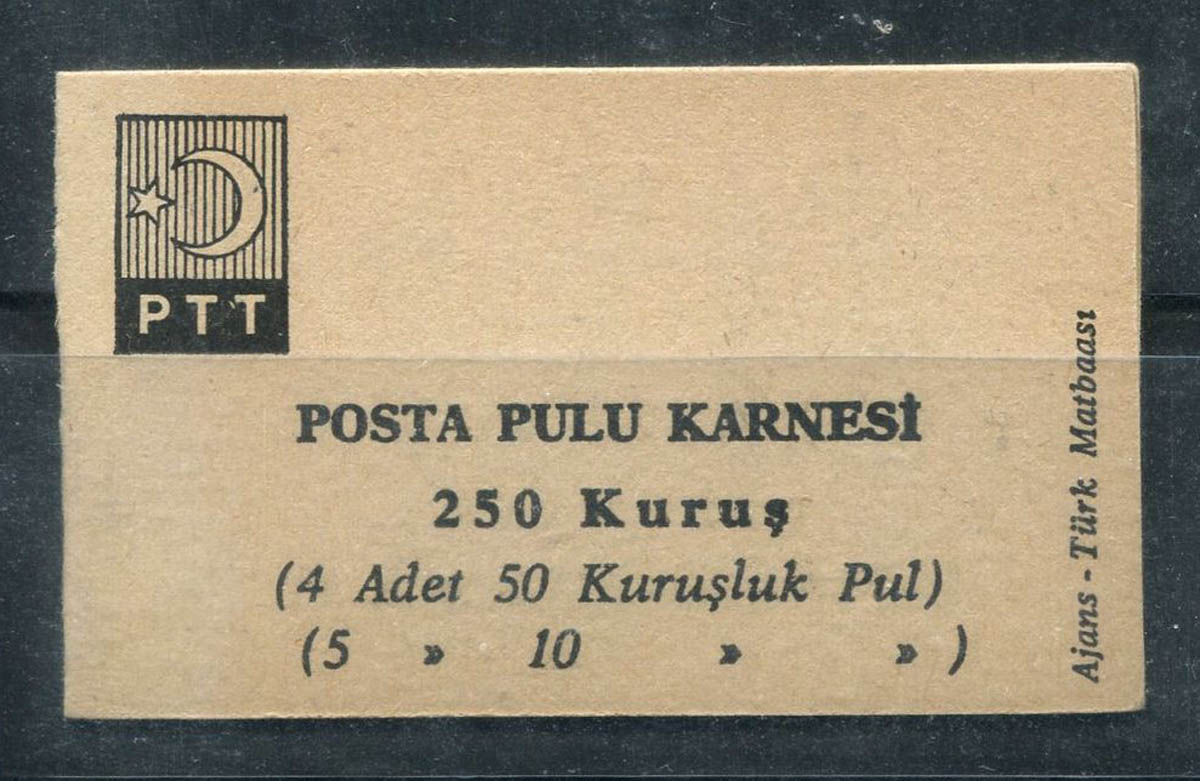 PTT
POSTA PULU KARNESİ
250 Kuruş
(4 Adet 50 Kuruşluk Pul)
(5 » 10 » » )
Ajans - Türk Matbaası